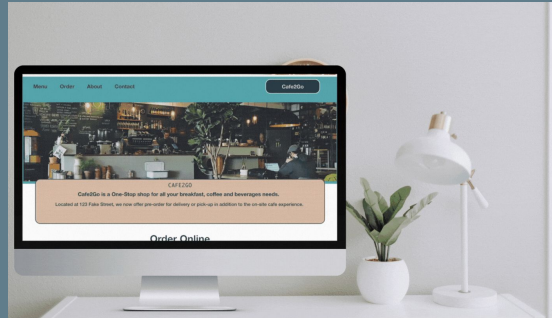 Menu Order About Contact Cafe2Go
CAFE2GO
Cafe2Go is a One-Stop shop for all your breakfast, coffee and beverages needs.
Located at 123 Fake Street, we now offer pre-order for delivery or pick-up in addition to the on-site cafe experience.
Order Online